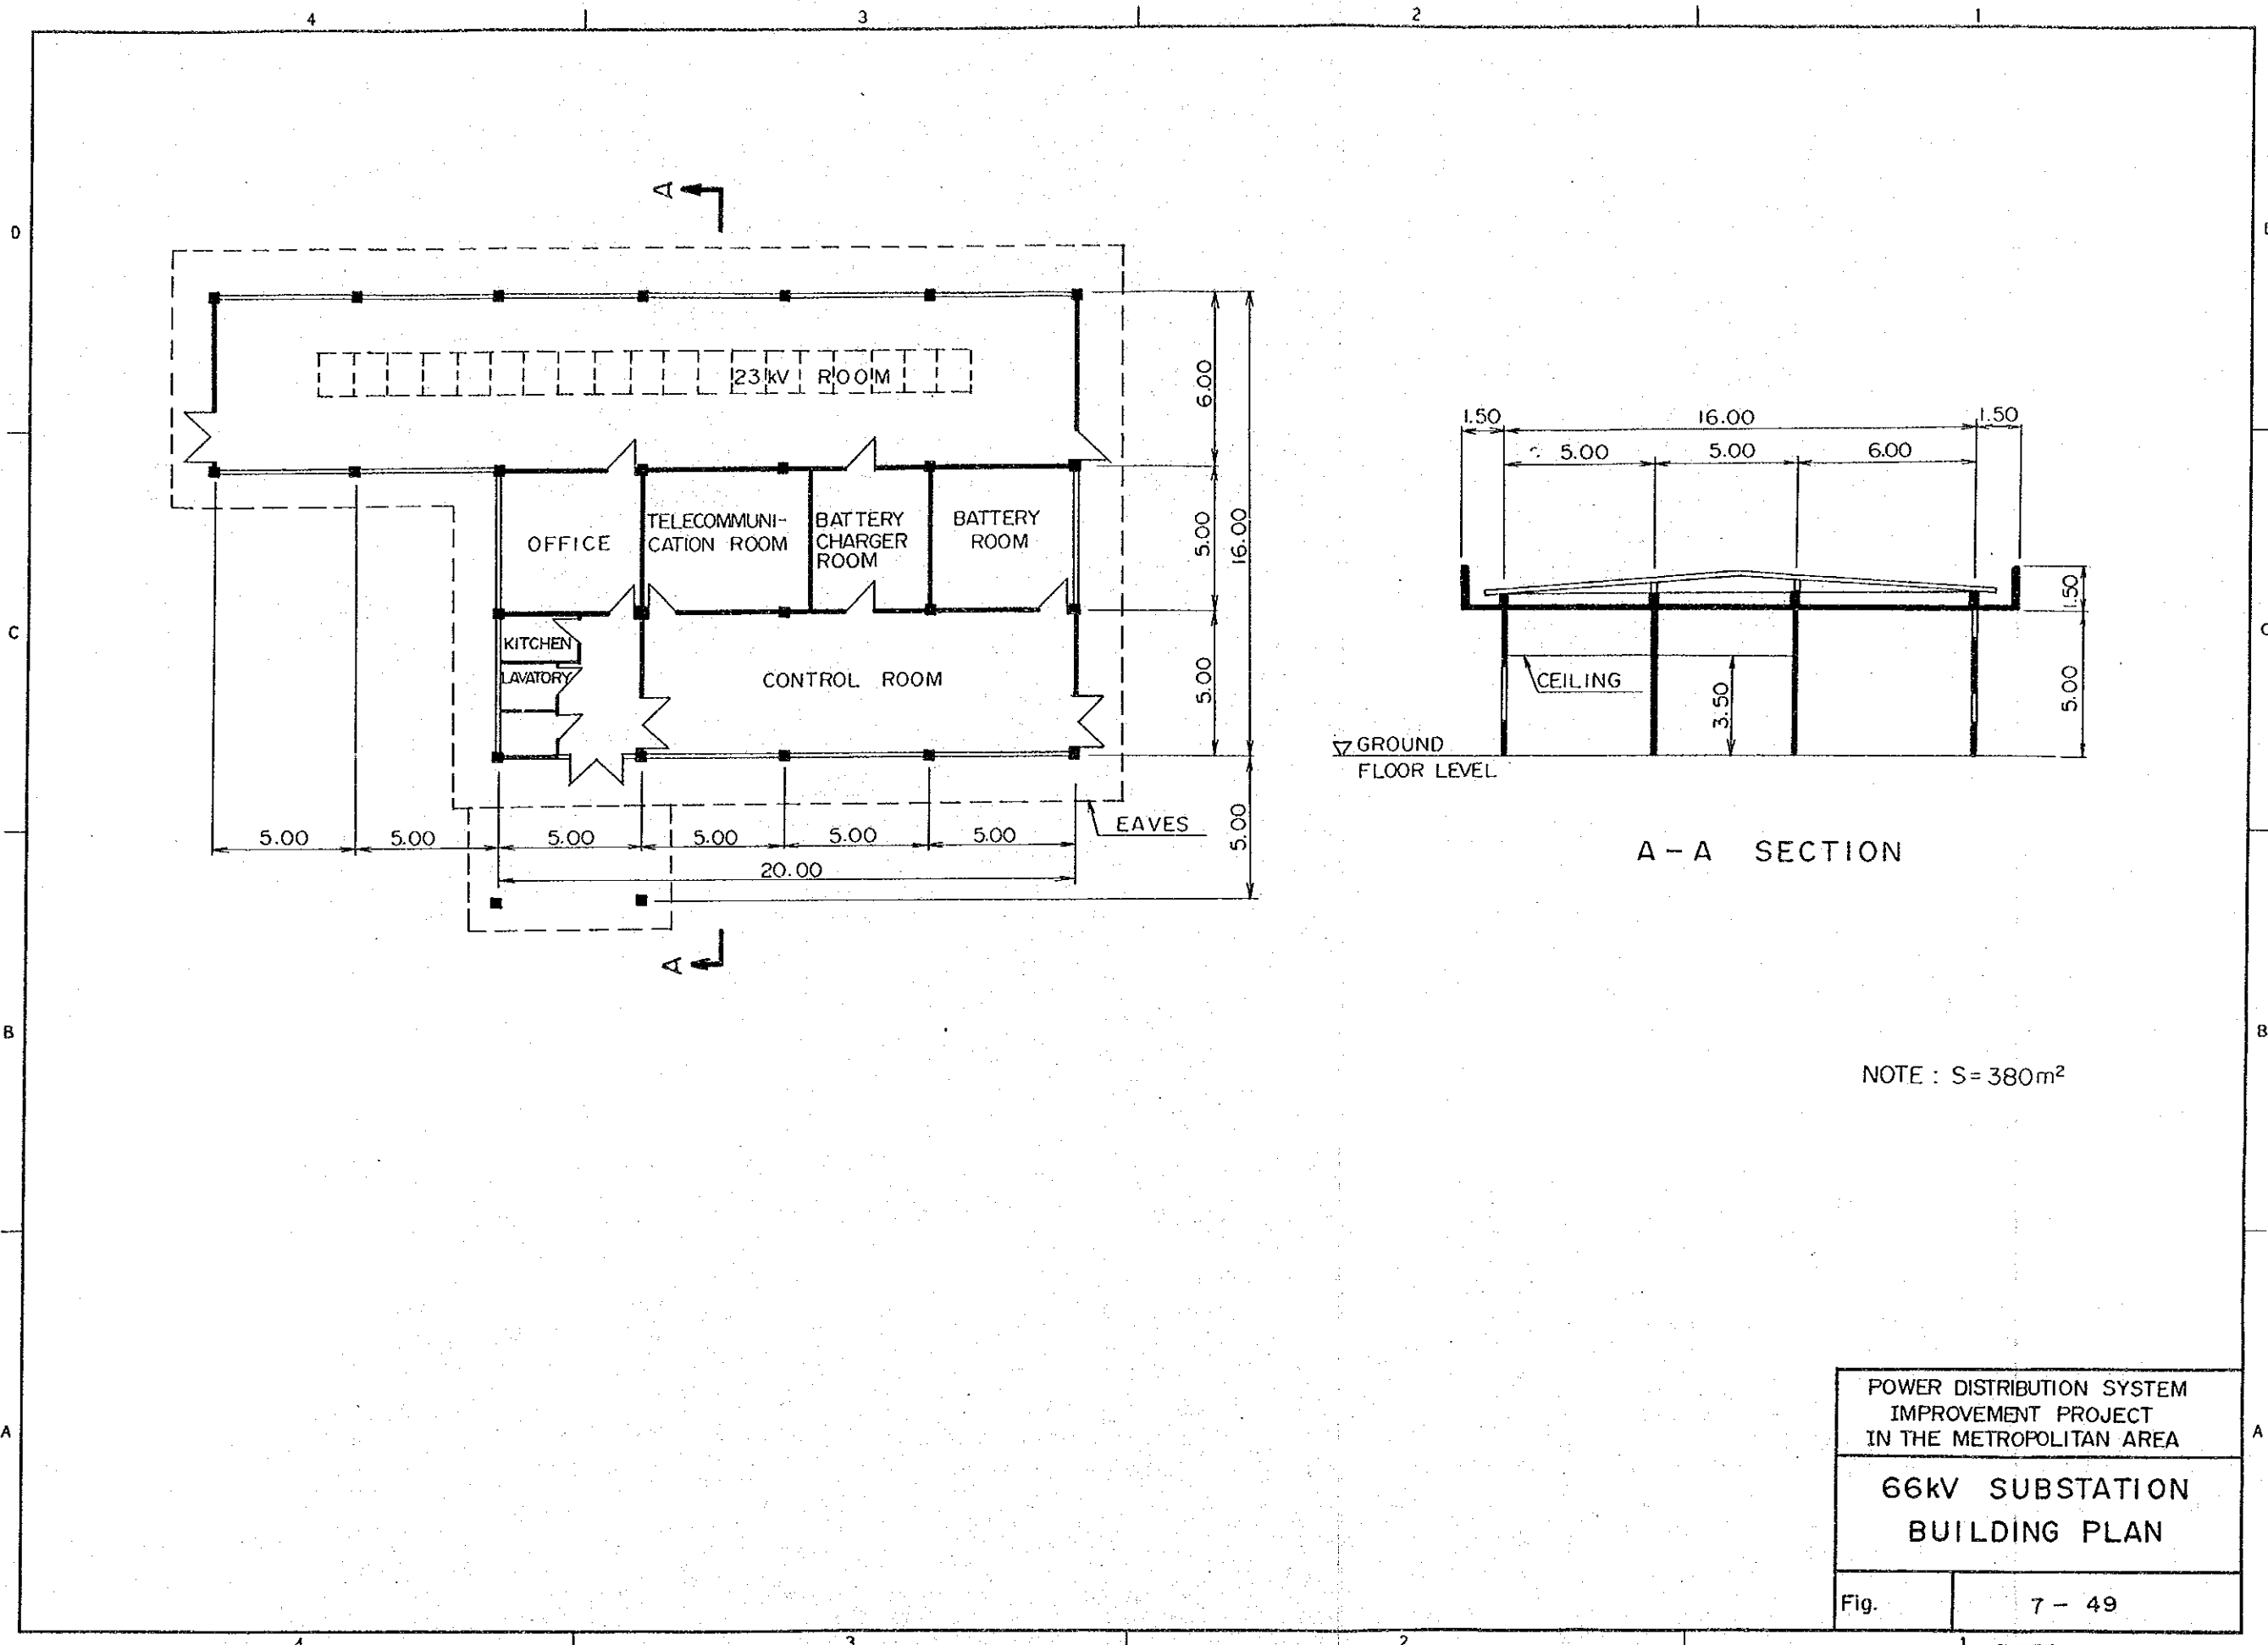 4 3 2 1
D
C
B
A
A
23 kV ROOM
OFFICE
TELECOMMUNI-
CATION ROOM
BATTERY
CHARGER
ROOM
BATTERY
ROOM
KITCHEN
LAVATORY
CONTROL ROOM
6.00
5.00
16.00
5.00
5.00
EAVES
5.00 5.00 5.00 5.00 5.00 5.00
20.00
A
1.50 16.00 1.50
5.00 5.00 6.00
1.50
CEILING
3.50
5.00
GROUND
FLOOR LEVEL
A-A SECTION
C
B
A
NOTE : S=380m²
POWER DISTRIBUTION SYSTEM
IMPROVEMENT PROJECT
IN THE METROPOLITAN AREA
66kV SUBSTATION
BUILDING PLAN
Fig. 7 - 49
4 3 2 1